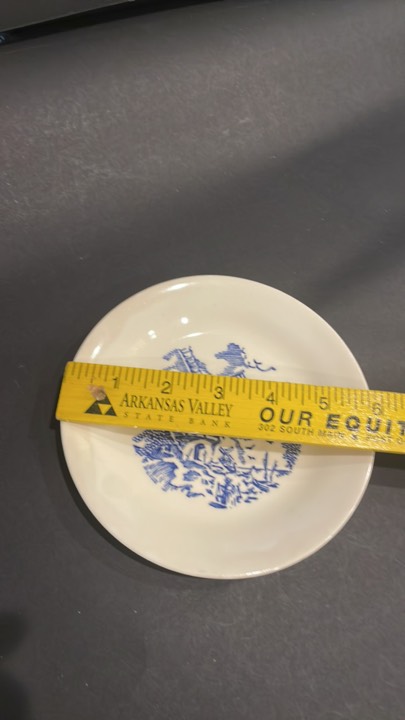 1 2 3 4 5 6
ARKANSAS VALLEY
STATE BANK
OUR EQUIT
302 SOUTH MAIN